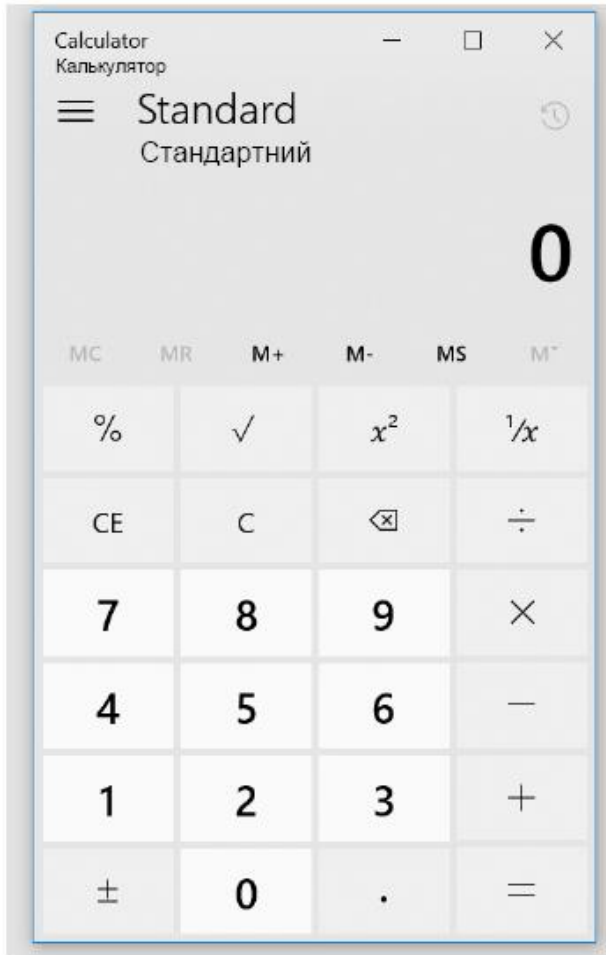 Calculator
Калькулятор
Standard
Стандартний
0
MC MR M+ M- MS Mˇ
% √ x² ¹/x
CE C ⌫ ÷
7 8 9 ×
4 5 6 −
1 2 3 +
± 0 . =